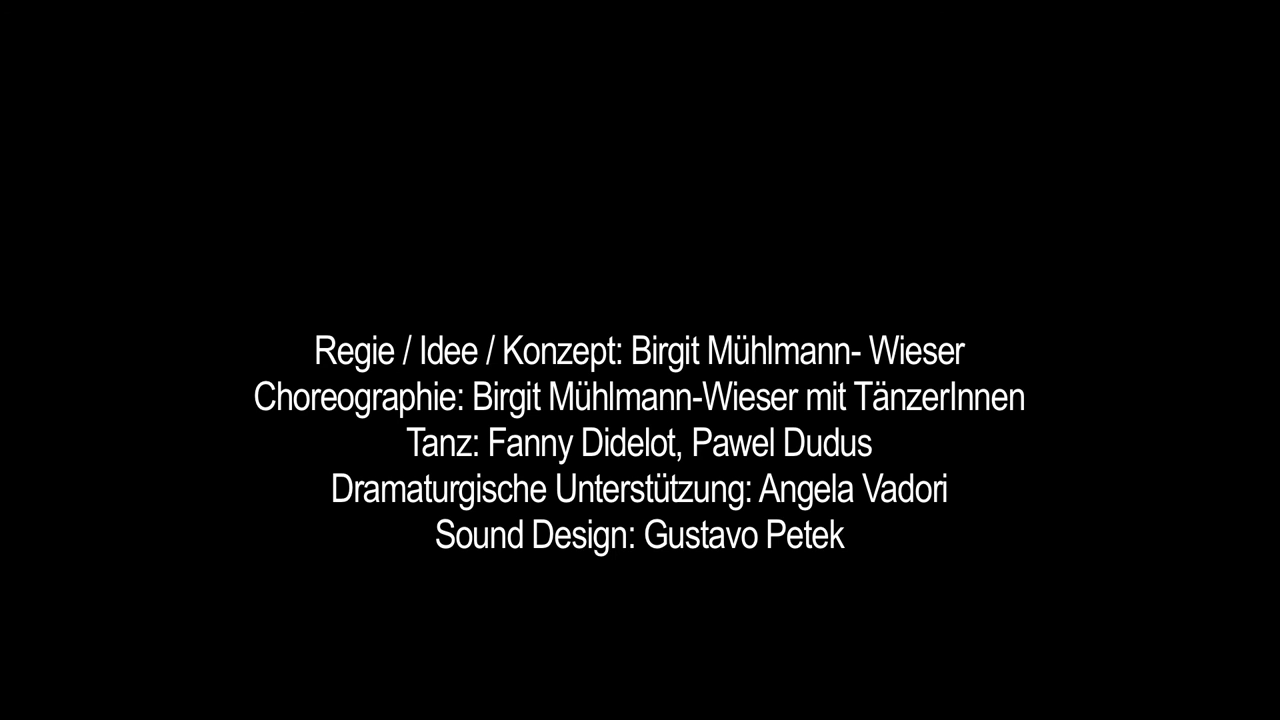 Regie / Idee / Konzept: Birgit Mühlmann- Wieser
Choreographie: Birgit Mühlmann-Wieser mit TänzerInnen
Tanz: Fanny Didelot, Pawel Dudus
Dramaturgische Unterstützung: Angela Vadori
Sound Design: Gustavo Petek